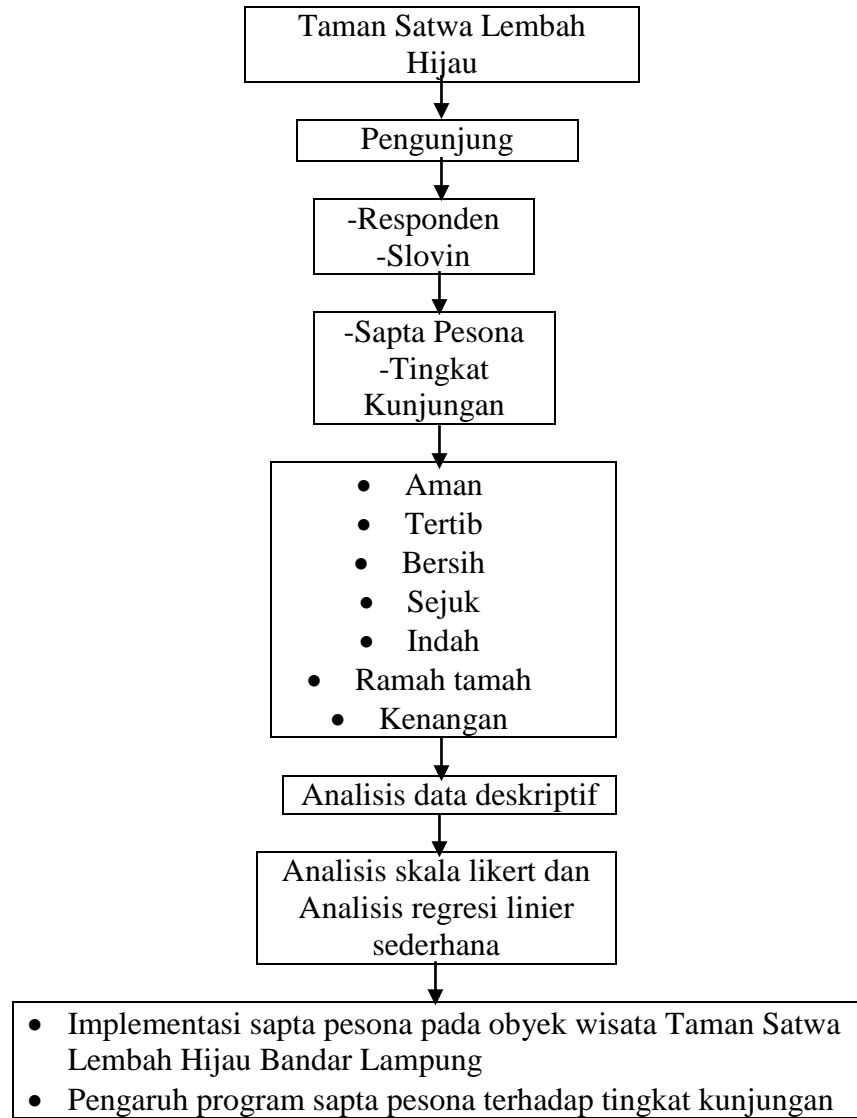 Taman Satwa Lembah
Hijau
Pengunjung
-Responden
-Slovin
-Sapta Pesona
-Tingkat
Kunjungan
• Aman
• Tertib
• Bersih
• Sejuk
• Indah
• Ramah tamah
• Kenangan
Analisis data deskriptif
Analisis skala likert dan
Analisis regresi linier
sederhana
• Implementasi sapta pesona pada obyek wisata Taman Satwa
Lembah Hijau Bandar Lampung
• Pengaruh program sapta pesona terhadap tingkat kunjungan